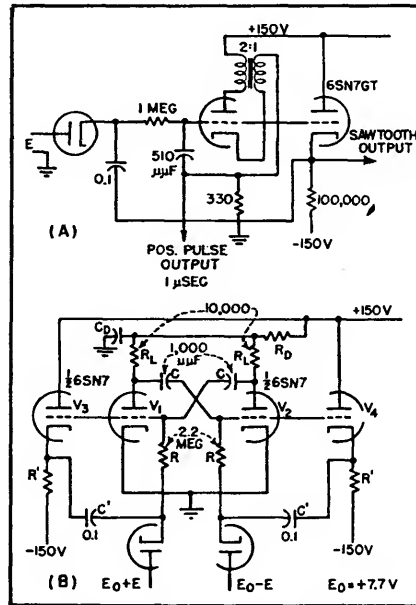 +150V
2:1
6SN7GT
1 MEG
SAWTOOTH
OUTPUT
E
510
μμF
0.1
330
100,000
(A)
-150V
POS. PULSE
OUTPUT
1 μSEC
10,000
+150V
CD
RL
1,000
μμF
RL
RD
½6SN7
C
C
½6SN7
V3
V1
V2
V4
2.2
MEG
R'
R
R
R'
C'
C'
-150V
0.1
0.1
-150V
(B)
E0+E
E0-E
E0=+7.7V